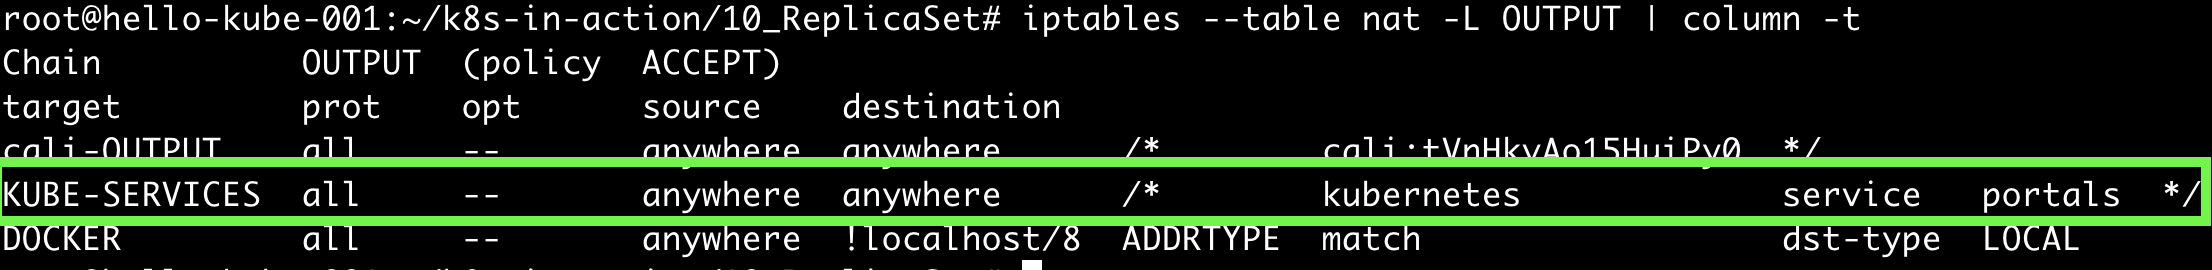 root@hello-kube-001:~/k8s-in-action/10_ReplicaSet# iptables --table nat -L OUTPUT | column -t
Chain OUTPUT (policy ACCEPT)
target prot opt source destination
cali-OUTPUT all -- anywhere anywhere /* cali:tVnHkvAo15HuiPv0 */
KUBE-SERVICES all -- anywhere anywhere /* kubernetes service portals */
DOCKER all -- anywhere !localhost/8 ADDRTYPE match dst-type LOCAL